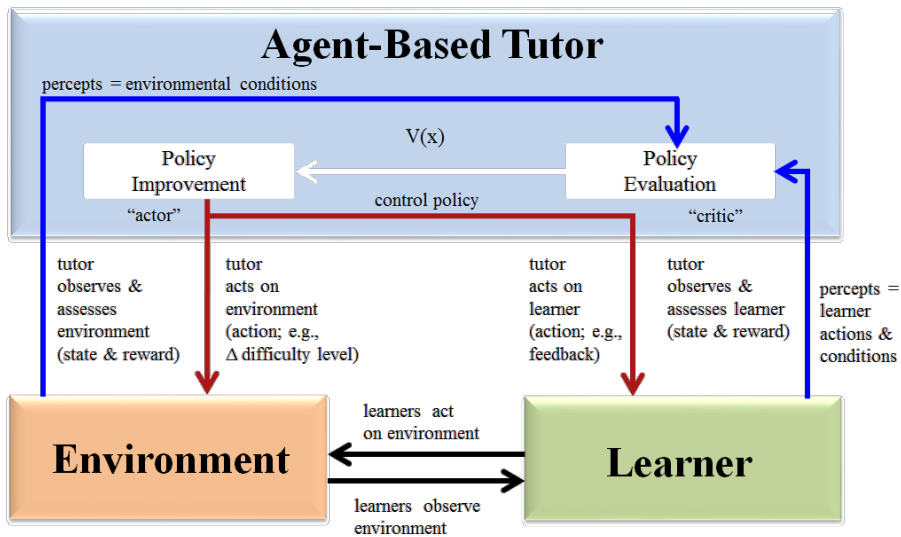 Agent-Based Tutor
percepts = environmental conditions
V(x)
Policy
Improvement
Policy
Evaluation
"actor"
control policy
"critic"
tutor
observes &
assesses
environment
(state & reward)
tutor
acts on
environment
(action; e.g.,
Δ difficulty level)
tutor
acts on
learner
(action; e.g.,
feedback)
tutor
observes &
assesses learner
(state & reward)
percepts =
learner
actions &
conditions
learners act
on environment
Environment
Learner
learners observe
environment